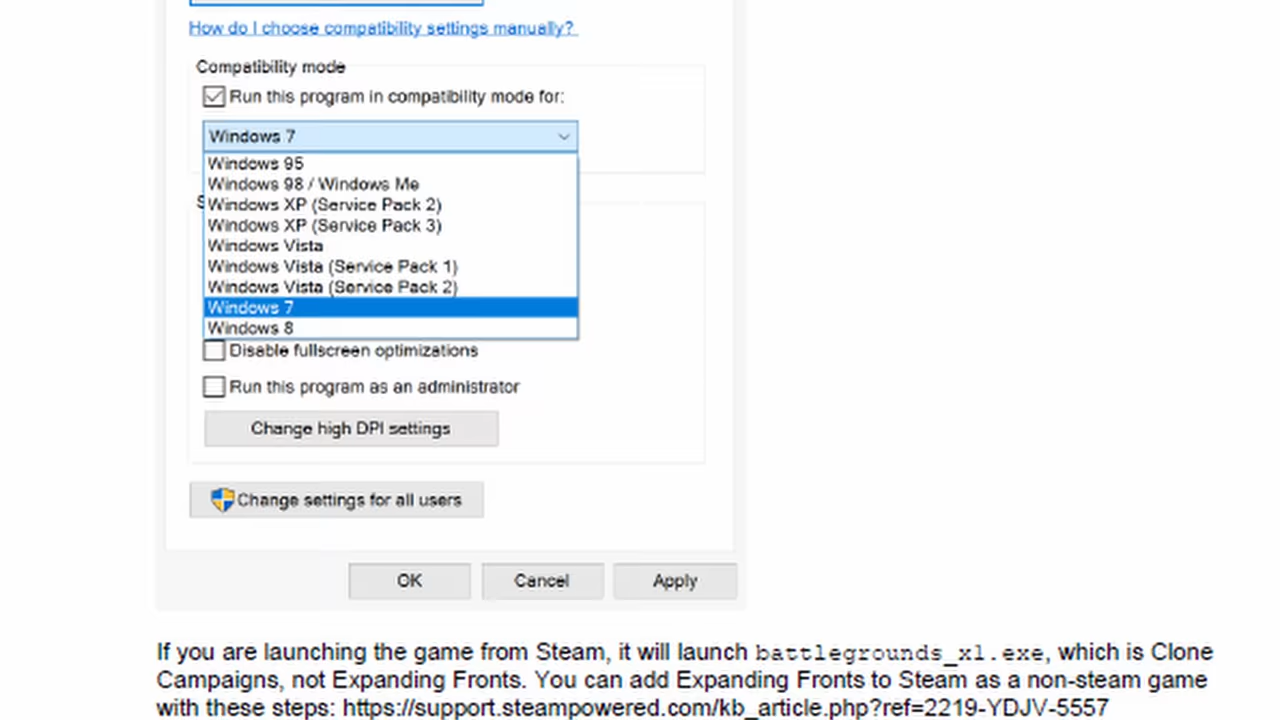 How do I choose compatibility settings manually?
Compatibility mode
Run this program in compatibility mode for:
Windows 7
Windows 95
Windows 98 / Windows Me
Windows XP (Service Pack 2)
Windows XP (Service Pack 3)
Windows Vista
Windows Vista (Service Pack 1)
Windows Vista (Service Pack 2)
Windows 7
Windows 8
Disable fullscreen optimizations
Run this program as an administrator
Change high DPI settings
Change settings for all users
OK Cancel Apply
If you are launching the game from Steam, it will launch battlegrounds_x1.exe, which is Clone
Campaigns, not Expanding Fronts. You can add Expanding Fronts to Steam as a non-steam game
with these steps: https://support.steampowered.com/kb_article.php?ref=2219-YDJV-5557